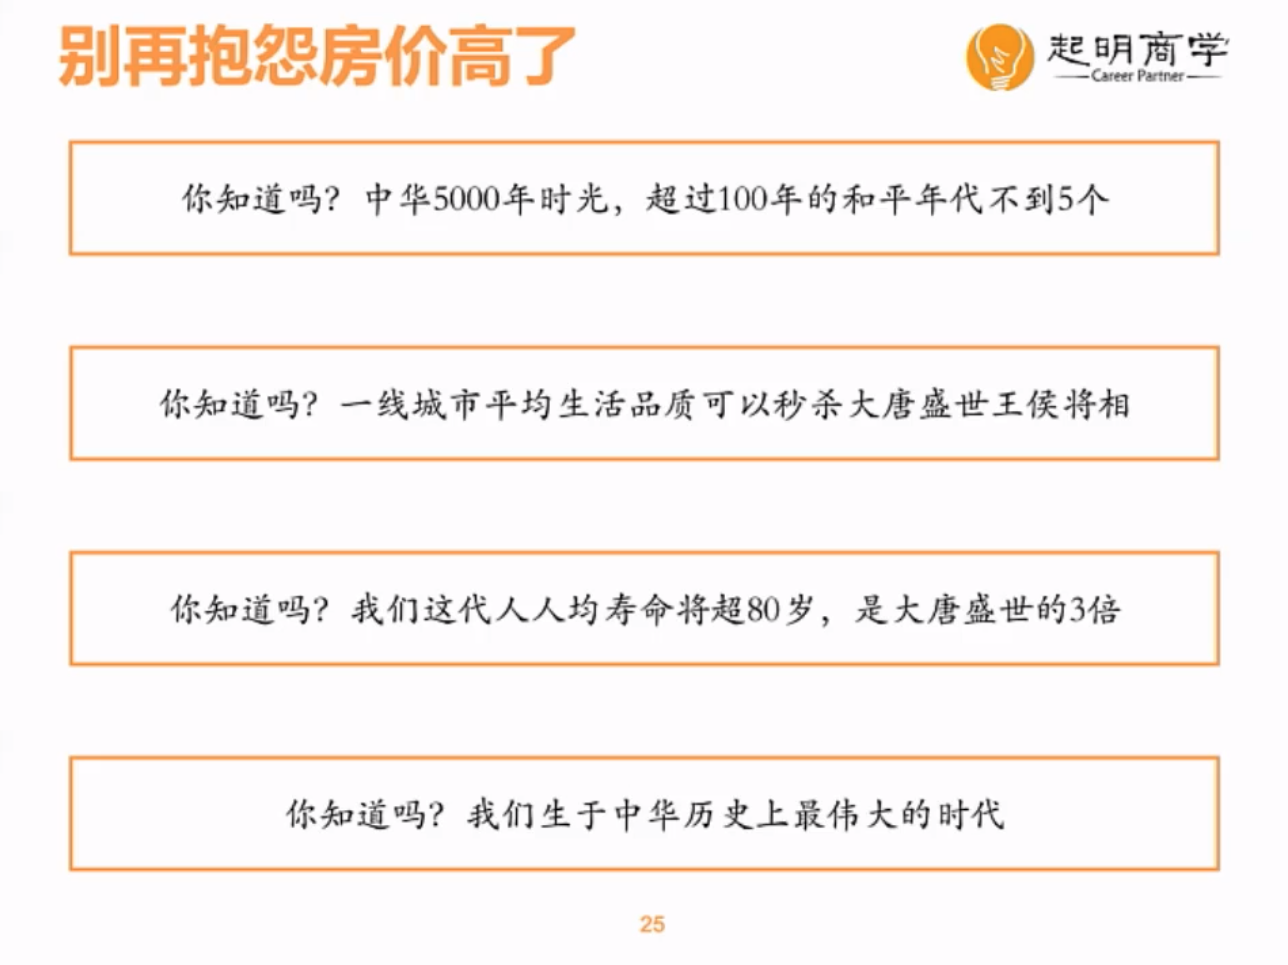 别再抱怨房价高了
起明商学
Career Partner
你知道吗？中华5000年时光，超过100年的和平年代不到5个
你知道吗？一线城市平均生活品质可以秒杀大唐盛世王侯将相
你知道吗？我们这代人人均寿命将超80岁，是大唐盛世的3倍
你知道吗？我们生于中华历史上最伟大的时代
25